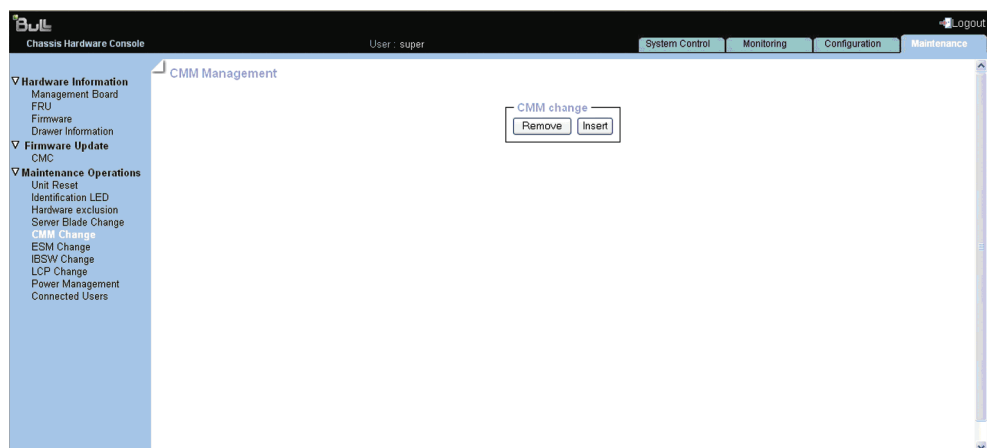 Bull
Logout
Chassis Hardware Console
User : super
System Control
Monitoring
Configuration
Maintenance
Hardware Information
Management Board
FRU
Firmware
Drawer Information
Firmware Update
CMC
Maintenance Operations
Unit Reset
Identification LED
Hardware exclusion
Server Blade Change
CMM Change
ESM Change
IBSW Change
LCP Change
Power Management
Connected Users
CMM Management
CMM change
Remove
Insert